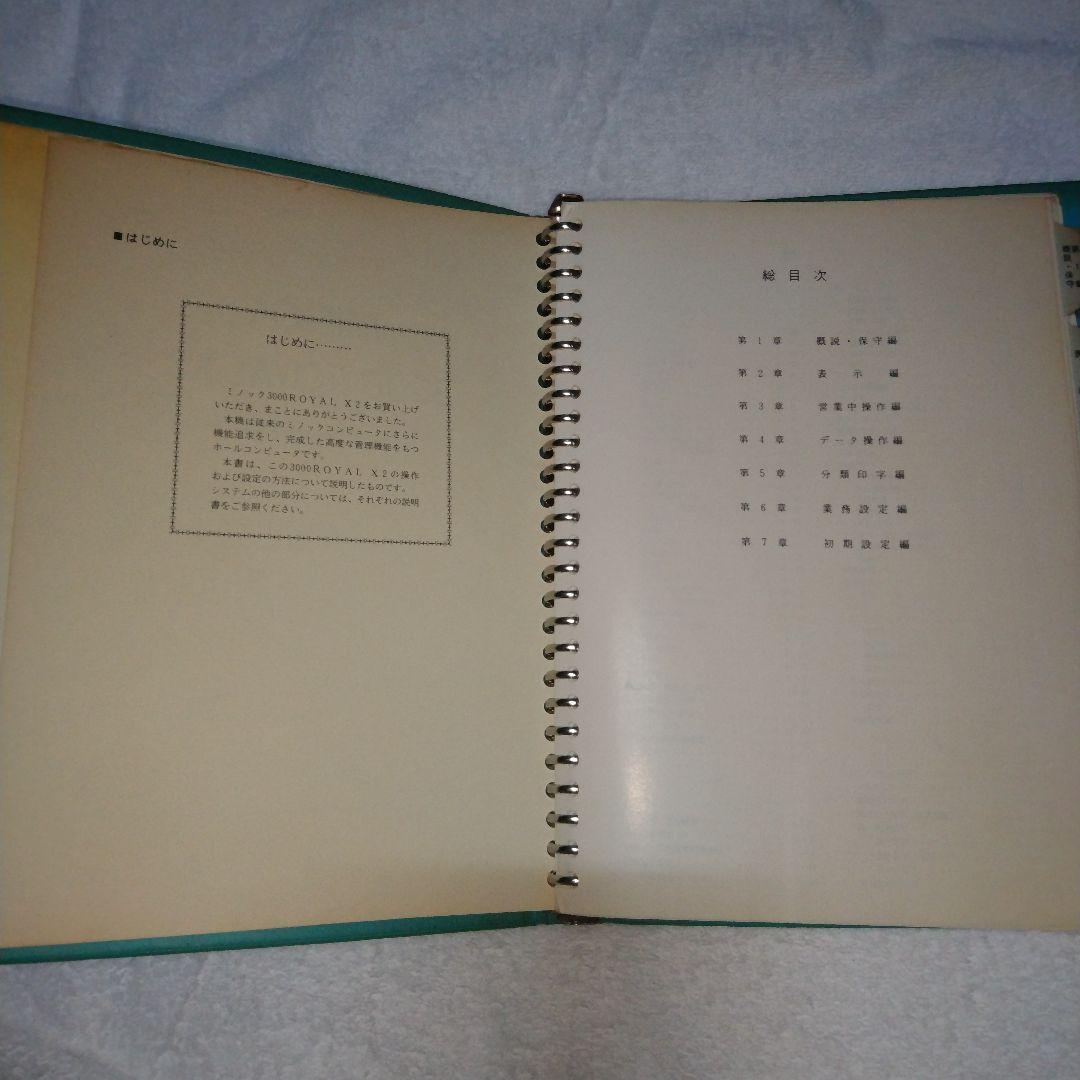 ■はじめに
はじめに………
ミノック3000ROYAL X2をお買い上げ
いただき、まことにありがとうございました。
本機は従来のミノックコンピュータにさらに
機能追求をし、完成した高度な管理機能をもつ
ホールコンピュータです。
本書は、この3000ROYAL X2の操作
および設定の方法について説明したものです。
システムの他の部分については、それぞれの説明
書をご参照ください。
総目次
第1章 概説・保守編
第2章 表示編
第3章 営業中操作編
第4章 データ操作編
第5章 分類印字編
第6章 業務設定編
第7章 初期設定編